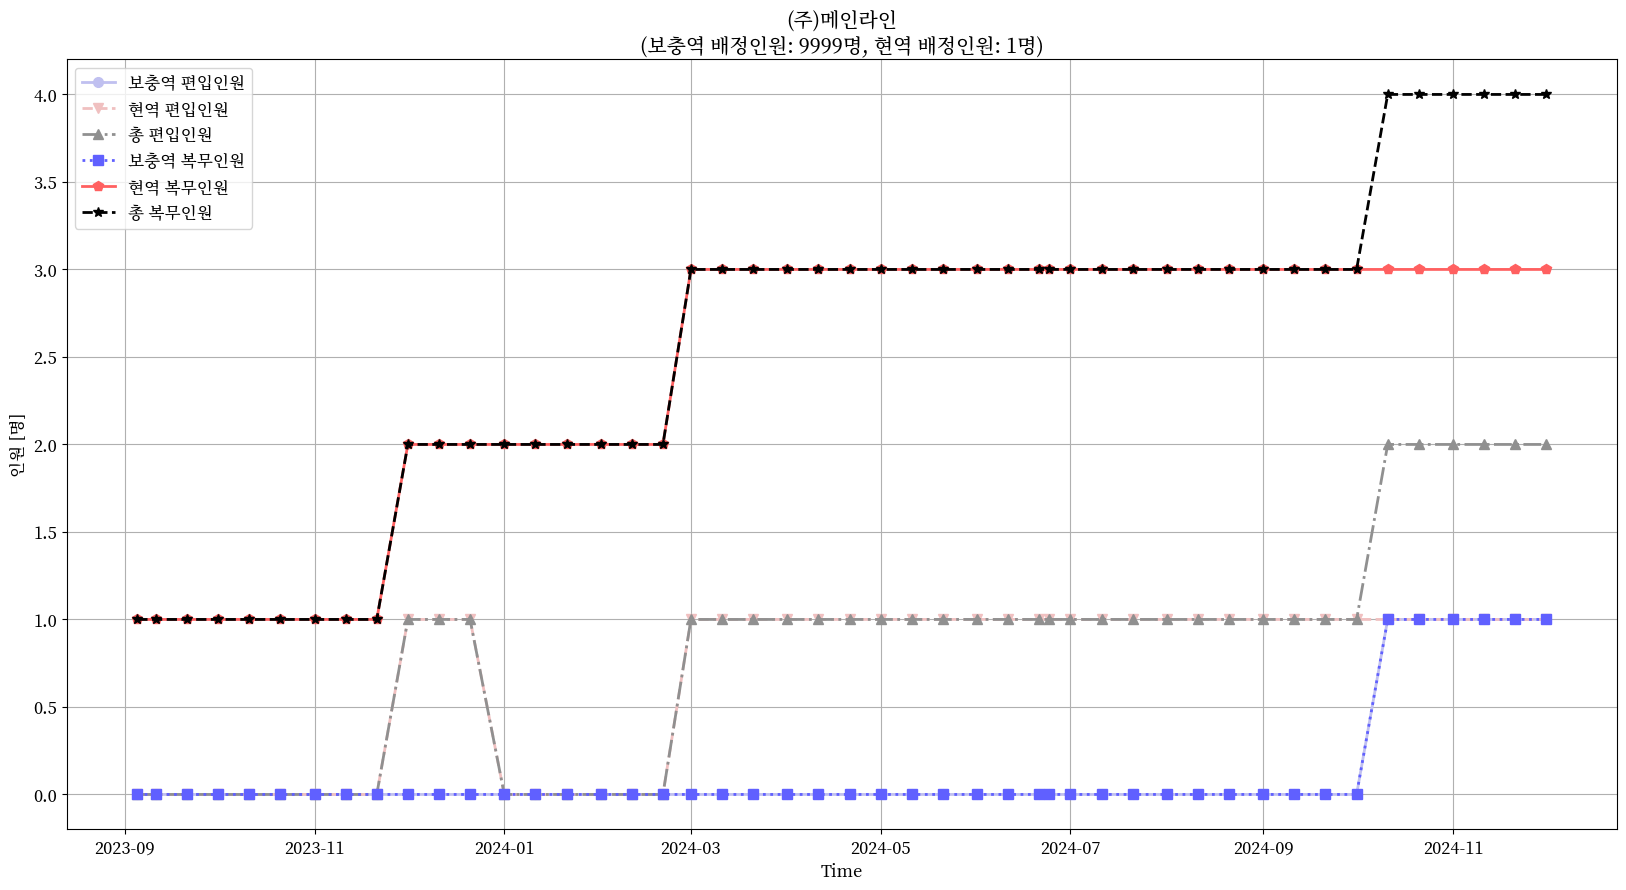 (주)메인라인
(보충역 배정인원: 9999명, 현역 배정인원: 1명)
보충역 편입인원
현역 편입인원
총 편입인원
보충역 복무인원
현역 복무인원
총 복무인원
4.0
3.5
3.0
2.5
2.0
1.5
1.0
0.5
0.0
인원 [명]
2023-09 2023-11 2024-01 2024-03 2024-05 2024-07 2024-09 2024-11
Time